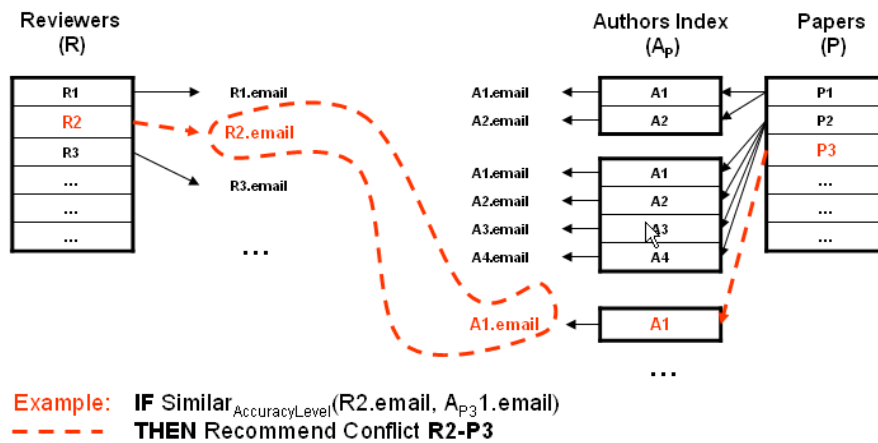 Reviewers
(R)
Authors Index
(AP)
Papers
(P)
R1
R2
R3
...
...
...
R1.email
R2.email
R3.email
...
A1.email
A2.email
A1.email
A2.email
A3.email
A4.email
A1.email
A1
A2
A1
A2
A3
A4
A1
...
P1
P2
P3
...
...
...
Example: IF SimilarAccuracyLevel(R2.email, AP31.email)
THEN Recommend Conflict R2-P3